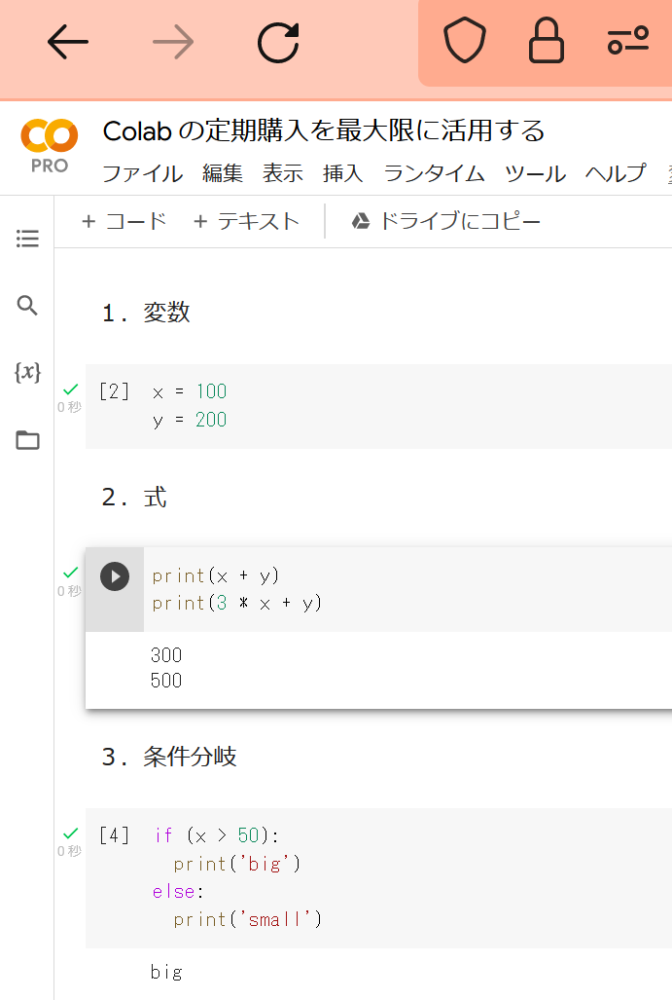 Colab の定期購入を最大限に活用する
PRO
ファイル 編集 表示 挿入 ランタイム ツール ヘルプ
+ コード + テキスト ドライブにコピー
1. 変数
{x}
[2] x = 100
0 秒
y = 200
2. 式
print(x + y)
0 秒
print(3 * x + y)
300
500
3. 条件分岐
[4] if (x > 50):
0 秒
print('big')
else:
print('small')
big